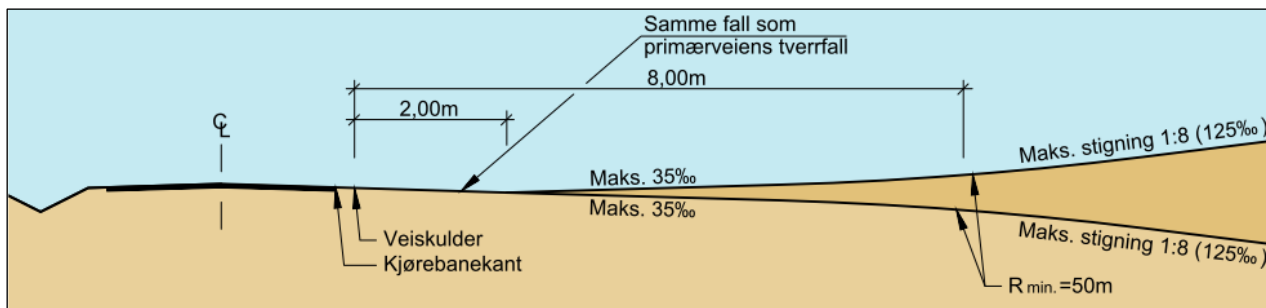 Samme fall som
primærveiens tverrfall
8,00m
2,00m
℄
Maks. stigning 1:8 (125‰)
Maks. 35‰
Maks. 35‰
Veiskulder
Kjørebanekant
Maks. stigning 1:8 (125‰)
R min. =50m